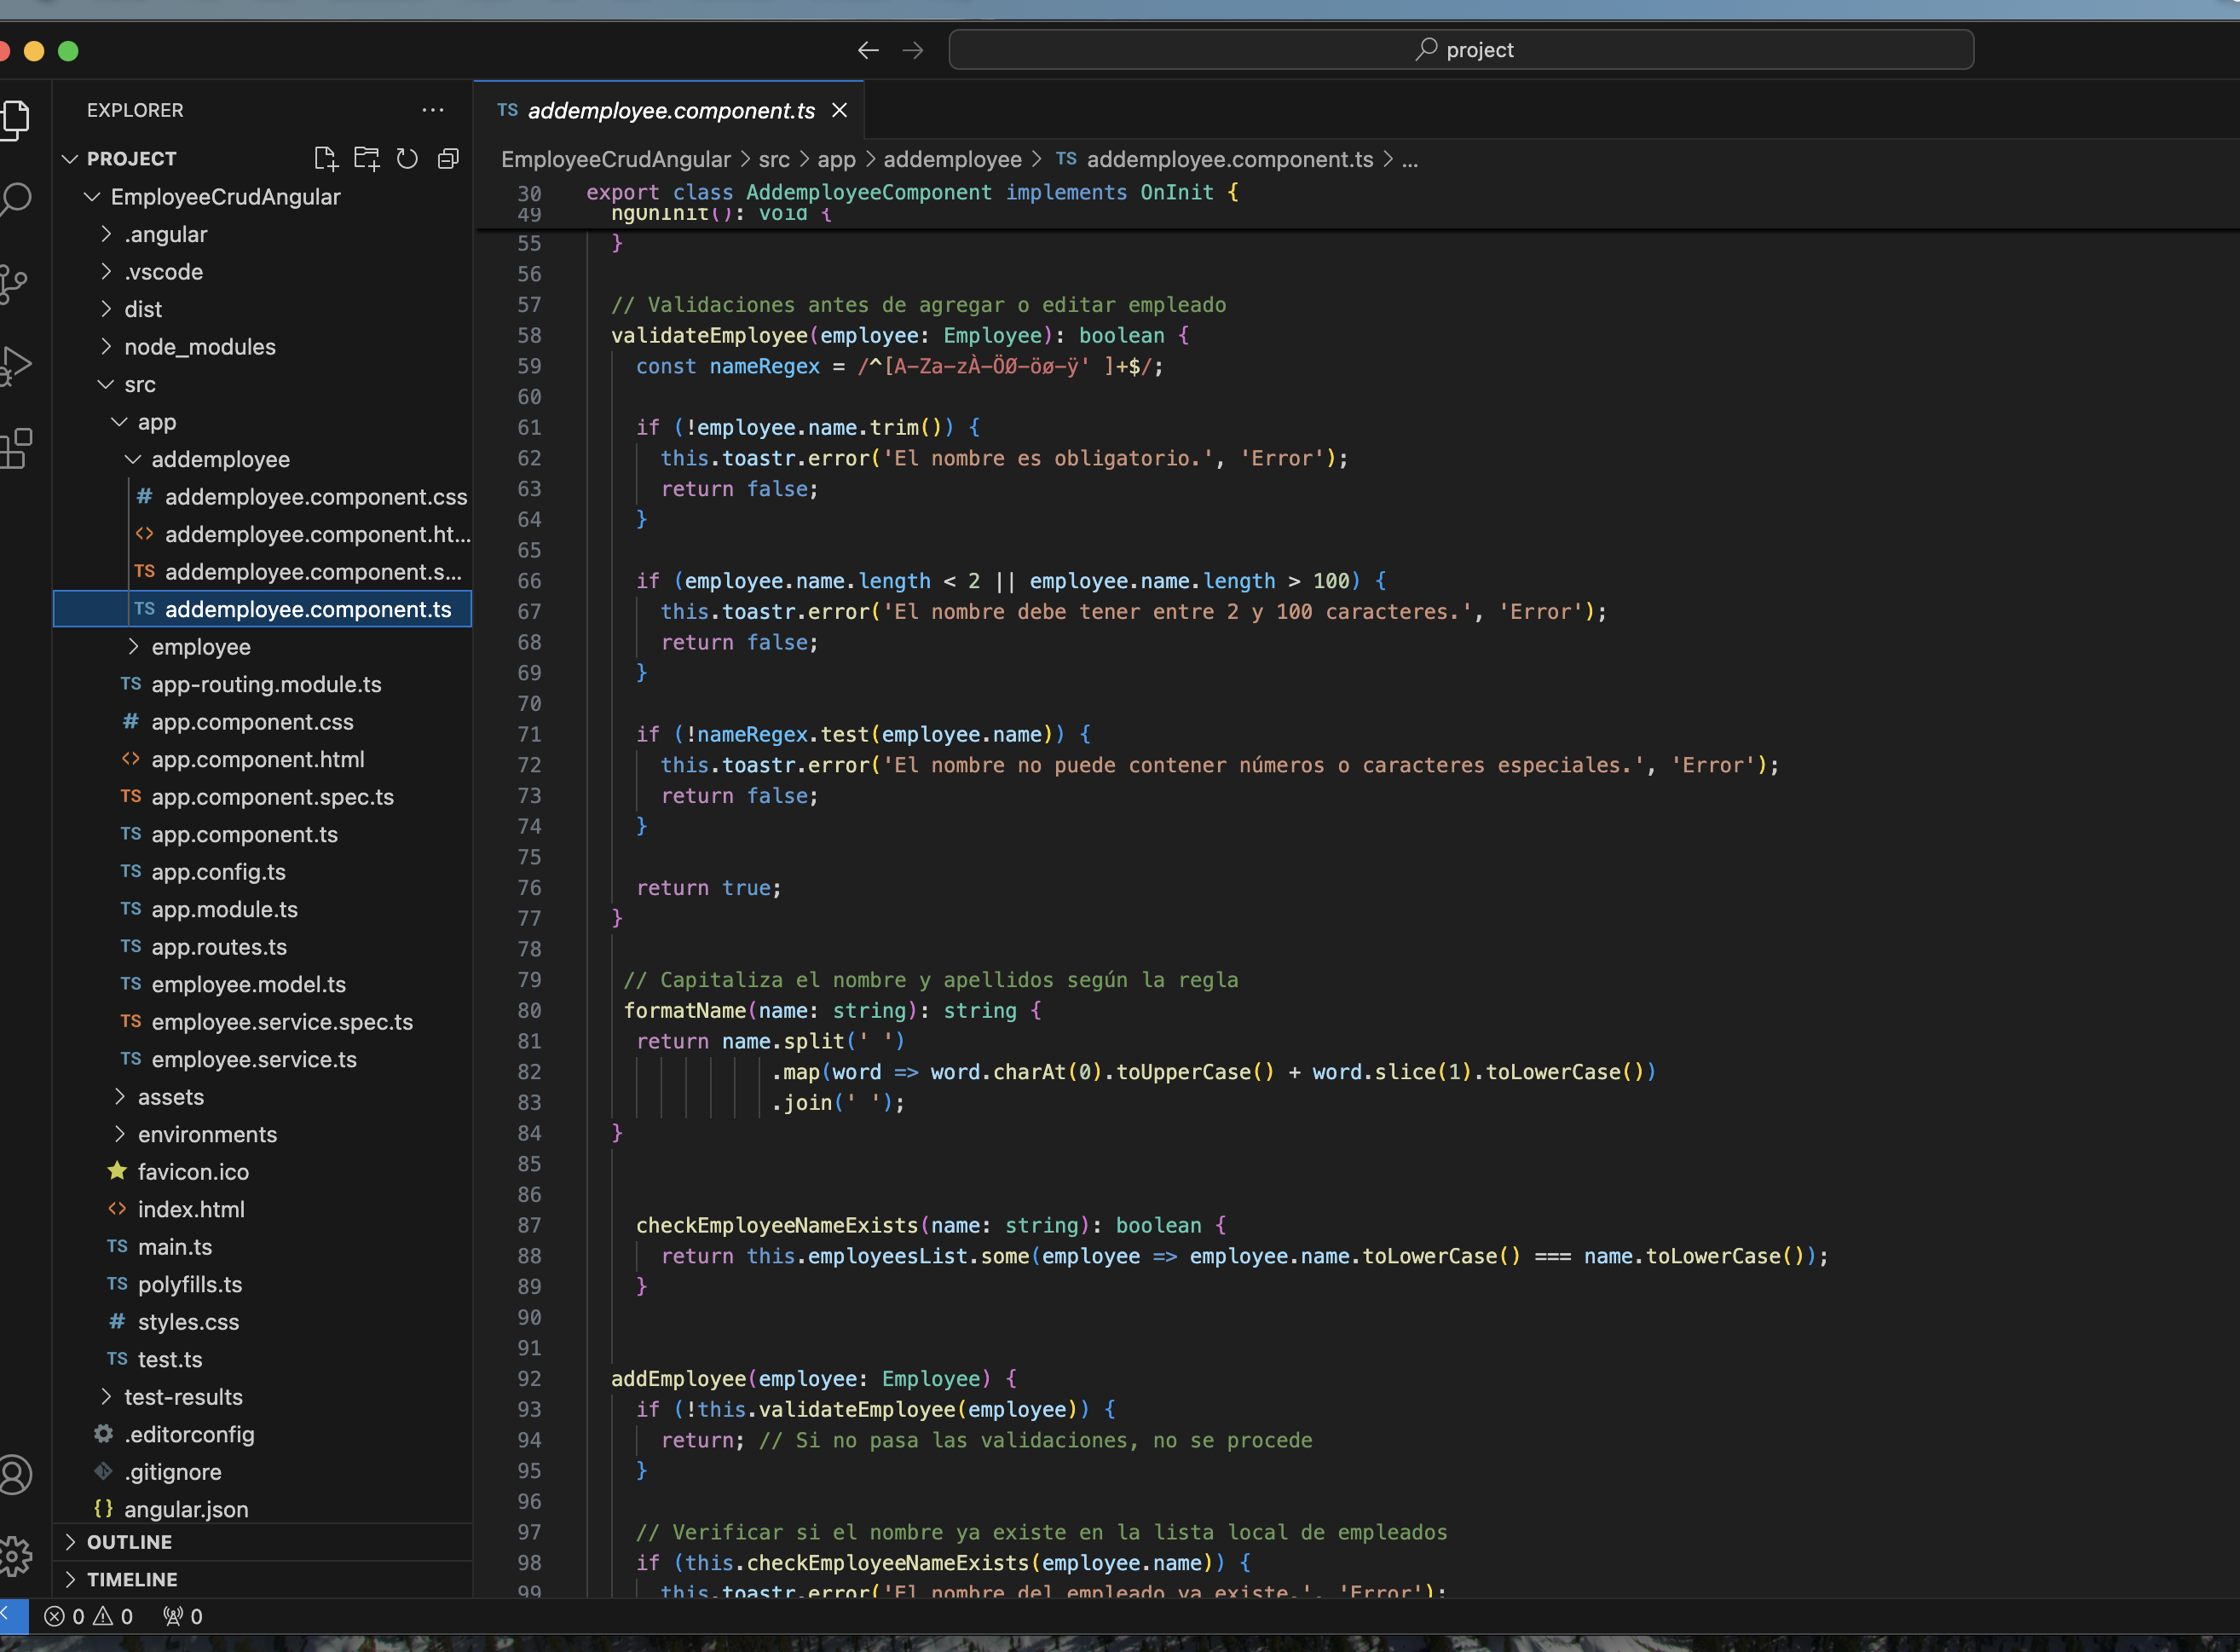 project
EXPLORER
...
PROJECT
EmployeeCrudAngular
.angular
.vscode
dist
node_modules
src
app
addemployee
# addemployee.component.css
<> addemployee.component.ht...
TS addemployee.component.s...
TS addemployee.component.ts
employee
TS app-routing.module.ts
# app.component.css
<> app.component.html
TS app.component.spec.ts
TS app.component.ts
TS app.config.ts
TS app.module.ts
TS app.routes.ts
TS employee.model.ts
TS employee.service.spec.ts
TS employee.service.ts
assets
environments
favicon.ico
<> index.html
TS main.ts
TS polyfills.ts
# styles.css
TS test.ts
test-results
.editorconfig
.gitignore
{} angular.json
OUTLINE
TIMELINE
TS addemployee.component.ts
EmployeeCrudAngular > src > app > addemployee > TS addemployee.component.ts > ...
30 export class AddemployeeComponent implements OnInit {
49 ngOnInit(): void {
55 }
56
57 // Validaciones antes de agregar o editar empleado
58 validateEmployee(employee: Employee): boolean {
59 const nameRegex = /^[A-Za-zÀ-ÖØ-öø-ÿ' ]+$/;
60
61 if (!employee.name.trim()) {
62 this.toastr.error('El nombre es obligatorio.', 'Error');
63 return false;
64 }
65
66 if (employee.name.length < 2 || employee.name.length > 100) {
67 this.toastr.error('El nombre debe tener entre 2 y 100 caracteres.', 'Error');
68 return false;
69 }
70
71 if (!nameRegex.test(employee.name)) {
72 this.toastr.error('El nombre no puede contener números o caracteres especiales.', 'Error');
73 return false;
74 }
75
76 return true;
77 }
78
79 // Capitaliza el nombre y apellidos según la regla
80 formatName(name: string): string {
81 return name.split(' ')
82 .map(word => word.charAt(0).toUpperCase() + word.slice(1).toLowerCase())
83 .join(' ');
84 }
85
86
87 checkEmployeeNameExists(name: string): boolean {
88 return this.employeesList.some(employee => employee.name.toLowerCase() === name.toLowerCase());
89 }
90
91
92 addEmployee(employee: Employee) {
93 if (!this.validateEmployee(employee)) {
94 return; // Si no pasa las validaciones, no se procede
95 }
96
97 // Verificar si el nombre ya existe en la lista local de empleados
98 if (this.checkEmployeeNameExists(employee.name)) {
99 this.toastr.error('El nombre del empleado ya existe.', 'Error');
0 0 0